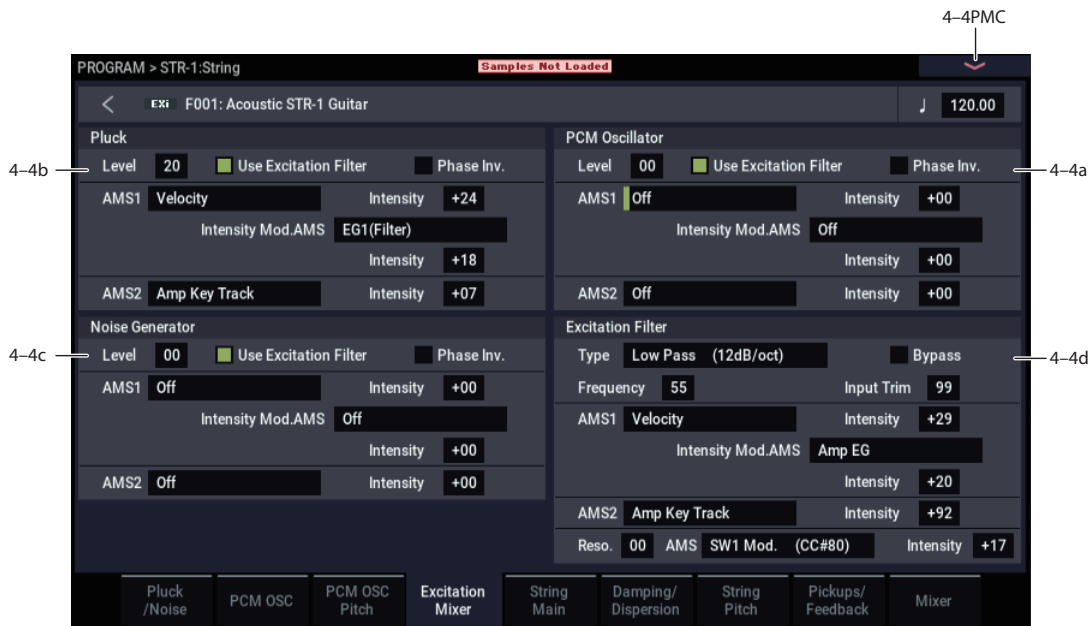 4–4PMC
PROGRAM > STR-1:String
Samples Not Loaded
EXi F001: Acoustic STR-1 Guitar
♩ 120.00
Pluck
4–4b
Level 20 Use Excitation Filter Phase Inv.
AMS1 Velocity Intensity +24
Intensity Mod.AMS EG1(Filter)
Intensity +18
AMS2 Amp Key Track Intensity +07
PCM Oscillator
Level 00 Use Excitation Filter Phase Inv.
4–4a
AMS1 Off Intensity +00
Intensity Mod.AMS Off
Intensity +00
AMS2 Off Intensity +00
Noise Generator
4–4c
Level 00 Use Excitation Filter Phase Inv.
AMS1 Off Intensity +00
Intensity Mod.AMS Off
Intensity +00
AMS2 Off Intensity +00
Excitation Filter
Type Low Pass (12dB/oct) Bypass
4–4d
Frequency 55 Input Trim 99
AMS1 Velocity Intensity +29
Intensity Mod.AMS Amp EG
Intensity +20
AMS2 Amp Key Track Intensity +92
Reso. 00 AMS SW1 Mod. (CC#80) Intensity +17
Pluck
/Noise
PCM OSC
PCM OSC
Pitch
Excitation
Mixer
String
Main
Damping/
Dispersion
String
Pitch
Pickups/
Feedback
Mixer